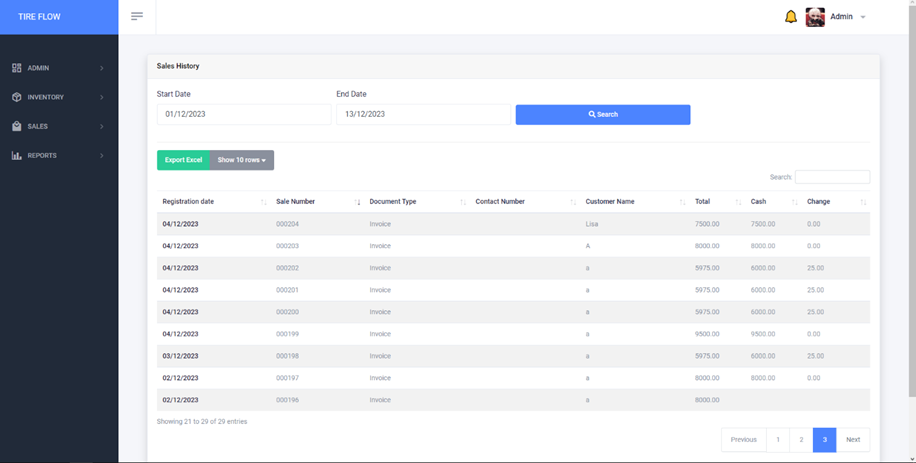 TIRE FLOW
Admin
ADMIN
INVENTORY
SALES
REPORTS
Sales History
Start Date End Date
01/12/2023 13/12/2023 Search
Export Excel Show 10 rows
Search:
Registration date Sale Number Document Type Contact Number Customer Name Total Cash Change
04/12/2023 000204 Invoice Lisa 7500.00 7500.00 0.00
04/12/2023 000203 Invoice A 8000.00 8000.00 0.00
04/12/2023 000202 Invoice a 5975.00 6000.00 25.00
04/12/2023 000201 Invoice a 5975.00 6000.00 25.00
04/12/2023 000200 Invoice a 5975.00 6000.00 25.00
04/12/2023 000199 Invoice a 9500.00 9500.00 0.00
03/12/2023 000198 Invoice a 5975.00 6000.00 25.00
02/12/2023 000197 Invoice a 8000.00 8000.00 0.00
02/12/2023 000196 Invoice a 8000.00
Showing 21 to 29 of 29 entries
Previous 1 2 3 Next